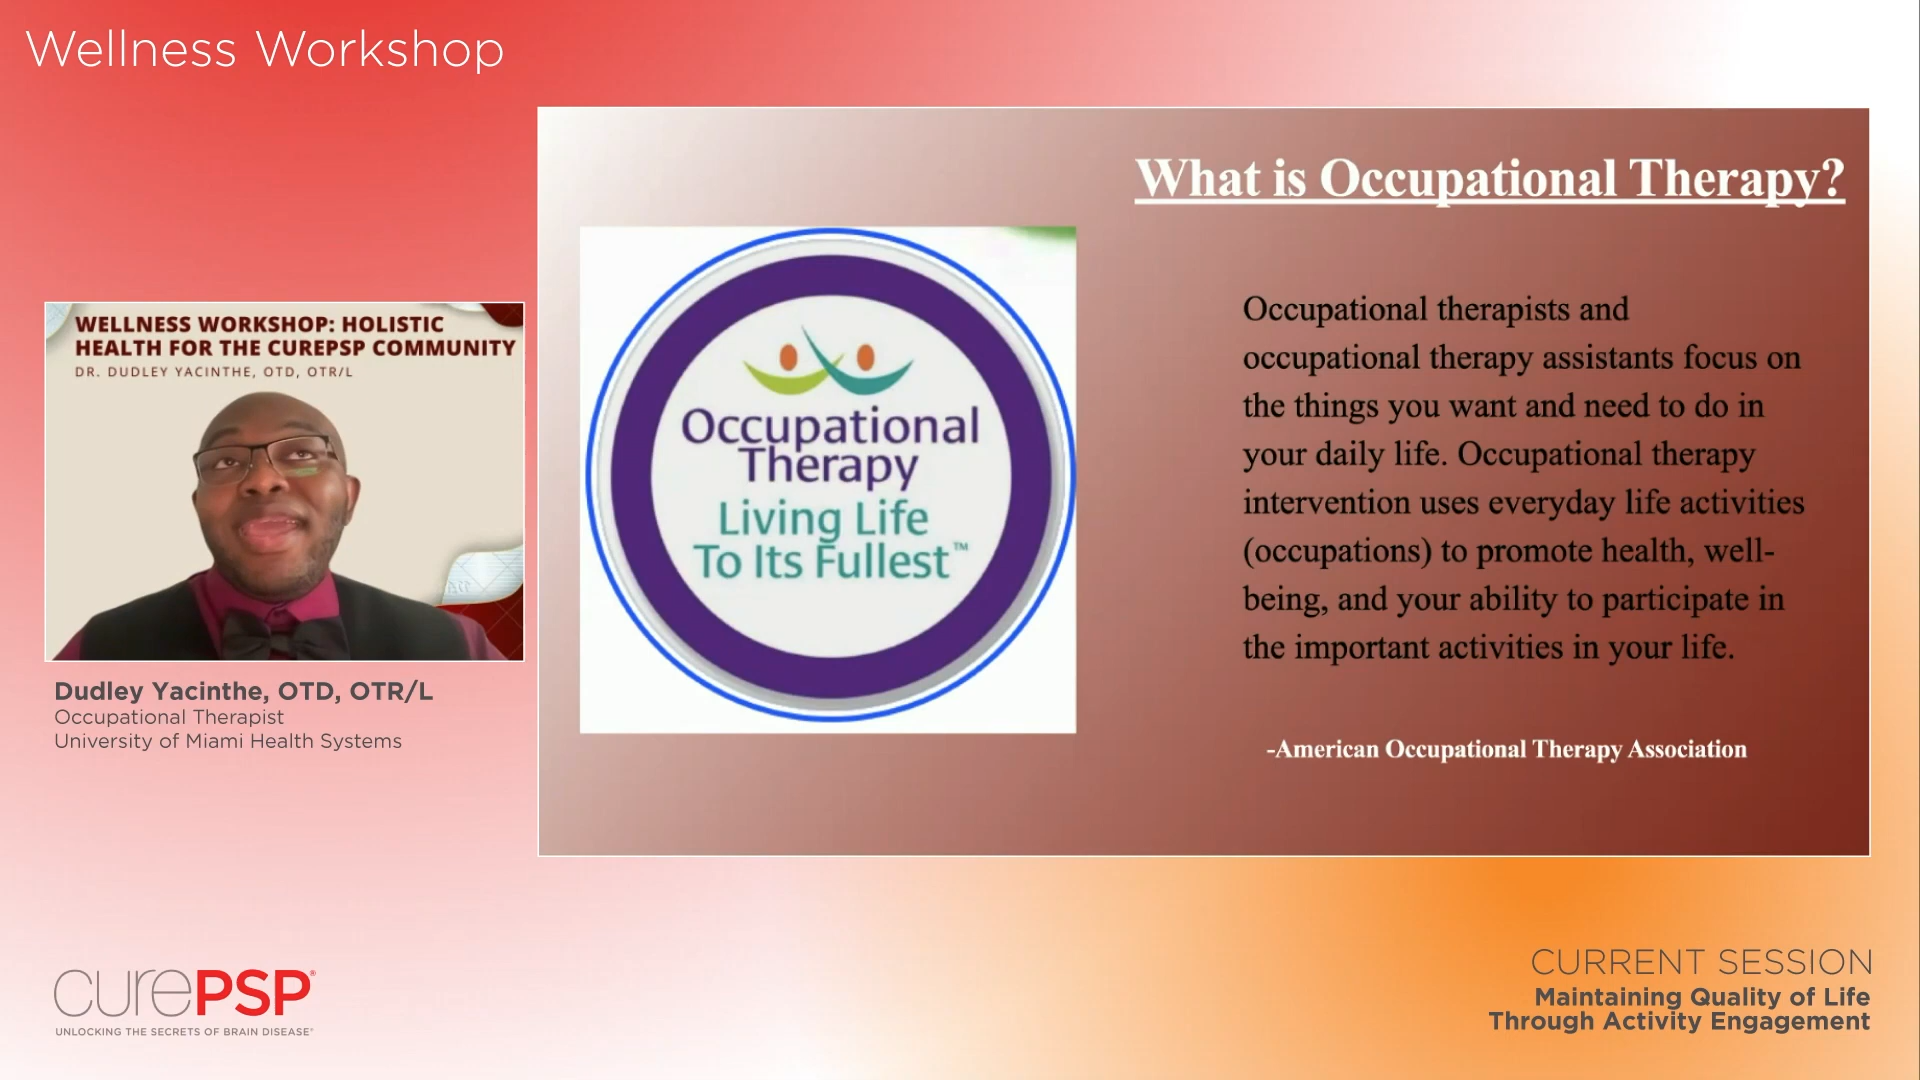 Wellness Workshop
WELLNESS WORKSHOP: HOLISTIC
HEALTH FOR THE CUREPSP COMMUNITY
DR. DUDLEY YACINTHE, OTD, OTR/L
Dudley Yacinthe, OTD, OTR/L
Occupational Therapist
University of Miami Health Systems
What is Occupational Therapy?
Occupational
Therapy
Living Life
To Its Fullest™
Occupational therapists and
occupational therapy assistants focus on
the things you want and need to do in
your daily life. Occupational therapy
intervention uses everyday life activities
(occupations) to promote health, well-
being, and your ability to participate in
the important activities in your life.
-American Occupational Therapy Association
curePSP®
UNLOCKING THE SECRETS OF BRAIN DISEASE®
CURRENT SESSION
Maintaining Quality of Life
Through Activity Engagement